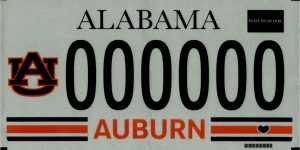 ALABAMA
PLACE DECAL HERE
AU
000000
AUBURN